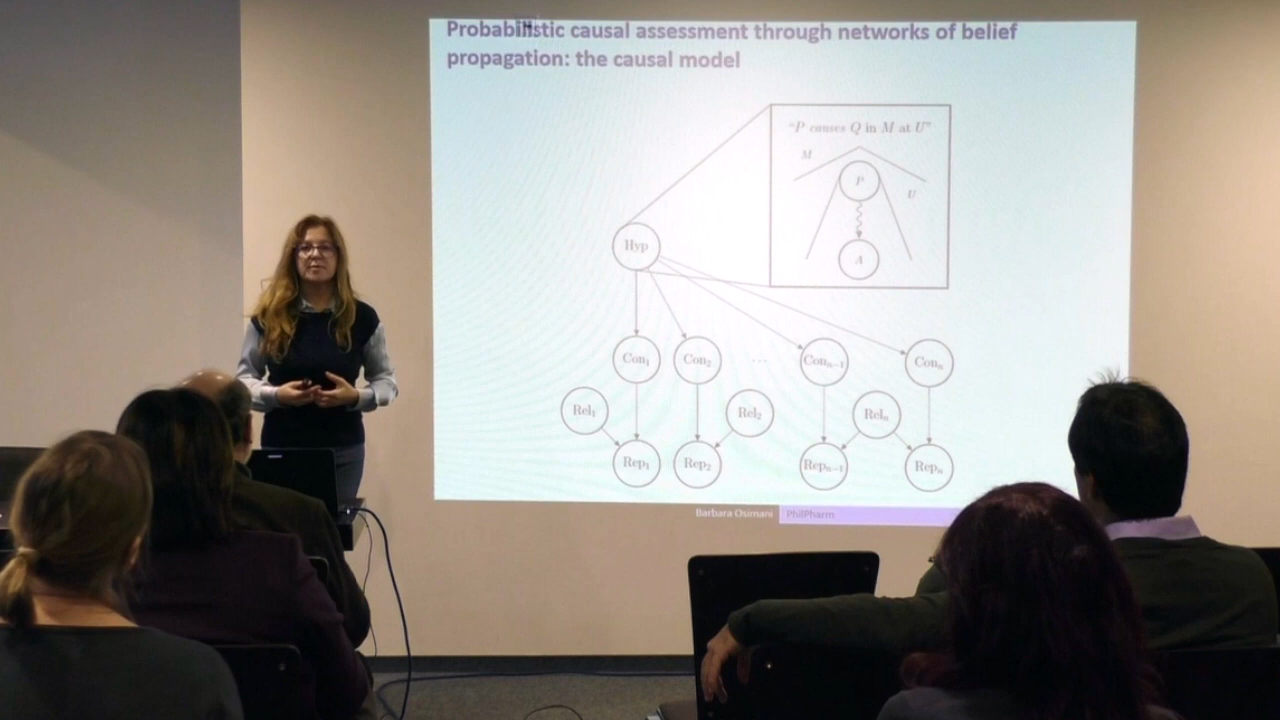 Probabilistic causal assessment through networks of belief
propagation: the causal model
"P causes Q in M at U"
M
P
U
A
Hyp
Con₁
Con₂
...
Conₙ₋₁
Conₙ
Rel₁
Rel₂
Relₙ
Rep₁
Rep₂
Repₙ₋₁
Repₙ
Barbara Osimani
PhilPharm